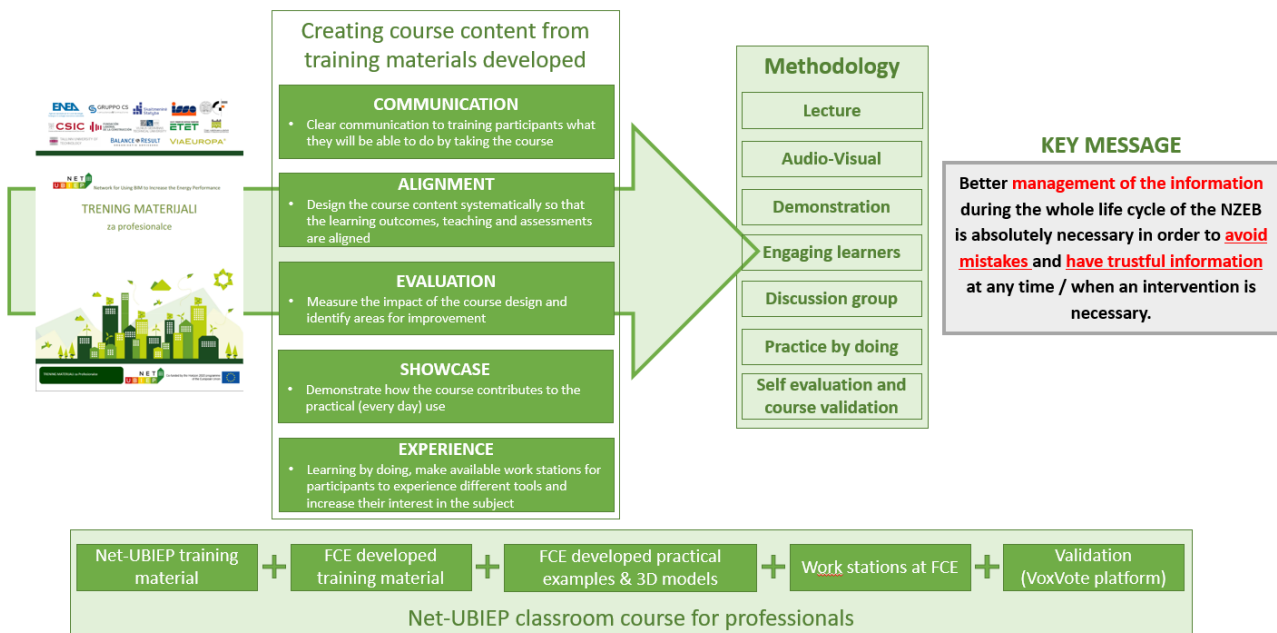 Creating course content from
training materials developed
COMMUNICATION
• Clear communication to training participants what
they will be able to do by taking the course
ALIGNMENT
• Design the course content systematically so that
the learning outcomes, teaching and assessments
are aligned
EVALUATION
• Measure the impact of the course design and
identify areas for improvement
SHOWCASE
• Demonstrate how the course contributes to the
practical (every day) use
EXPERIENCE
• Learning by doing, make available work stations for
participants to experience different tools and
increase their interest in the subject
ENEA GRUPPO CS issa
CSIC ETET
BALANCE RESULT VIAEUROPA
NET
UBIEP
Network for Using BIM to Increase the Energy Performance
TRENING MATERIJALI
za profesionalce
TRENING MATERIJALI za Profesionalce
NET
UBIEP
Methodology
Lecture
Audio-Visual
Demonstration
Engaging learners
Discussion group
Practice by doing
Self evaluation and
course validation
KEY MESSAGE
Better management of the information
during the whole life cycle of the NZEB
is absolutely necessary in order to avoid
mistakes and have trustful information
at any time / when an intervention is
necessary.
Net-UBIEP training
material
+
FCE developed
training material
+
FCE developed practical
examples & 3D models
+
Work stations at FCE
+
Validation
(VoxVote platform)
Net-UBIEP classroom course for professionals